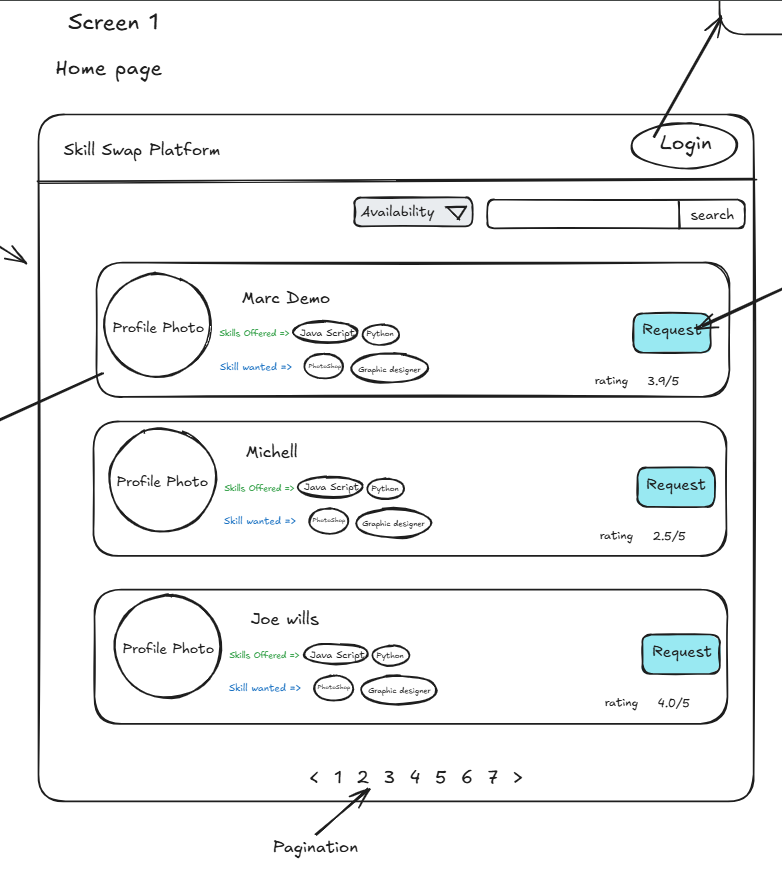 Screen 1
Home page
Skill Swap Platform
Login
Availability
search
Marc Demo
Profile Photo
Skills Offered => Java Script Python
Request
Skill wanted => PhotoShop Graphic designer
rating 3.9/5
Michell
Profile Photo
Skills Offered => Java Script Python
Request
Skill wanted => PhotoShop Graphic designer
rating 2.5/5
Joe wills
Profile Photo
Skills Offered => Java Script Python
Request
Skill wanted => PhotoShop Graphic designer
rating 4.0/5
< 1 2 3 4 5 6 7 >
Pagination